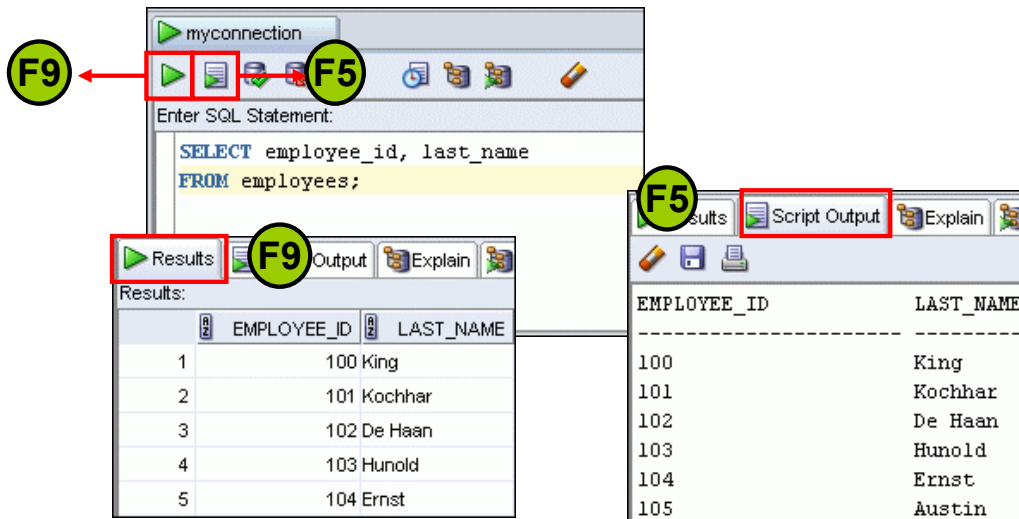 myconnection
F9
F5
Enter SQL Statement:
SELECT employee_id, last_name
FROM employees;
Results
F9
Output
Explain
Results:
EMPLOYEE_ID LAST_NAME
1 100 King
2 101 Kochhar
3 102 De Haan
4 103 Hunold
5 104 Ernst
F5
sults
Script Output
Explain
EMPLOYEE_ID LAST_NAME
---------------------- -----------
100 King
101 Kochhar
102 De Haan
103 Hunold
104 Ernst
105 Austin